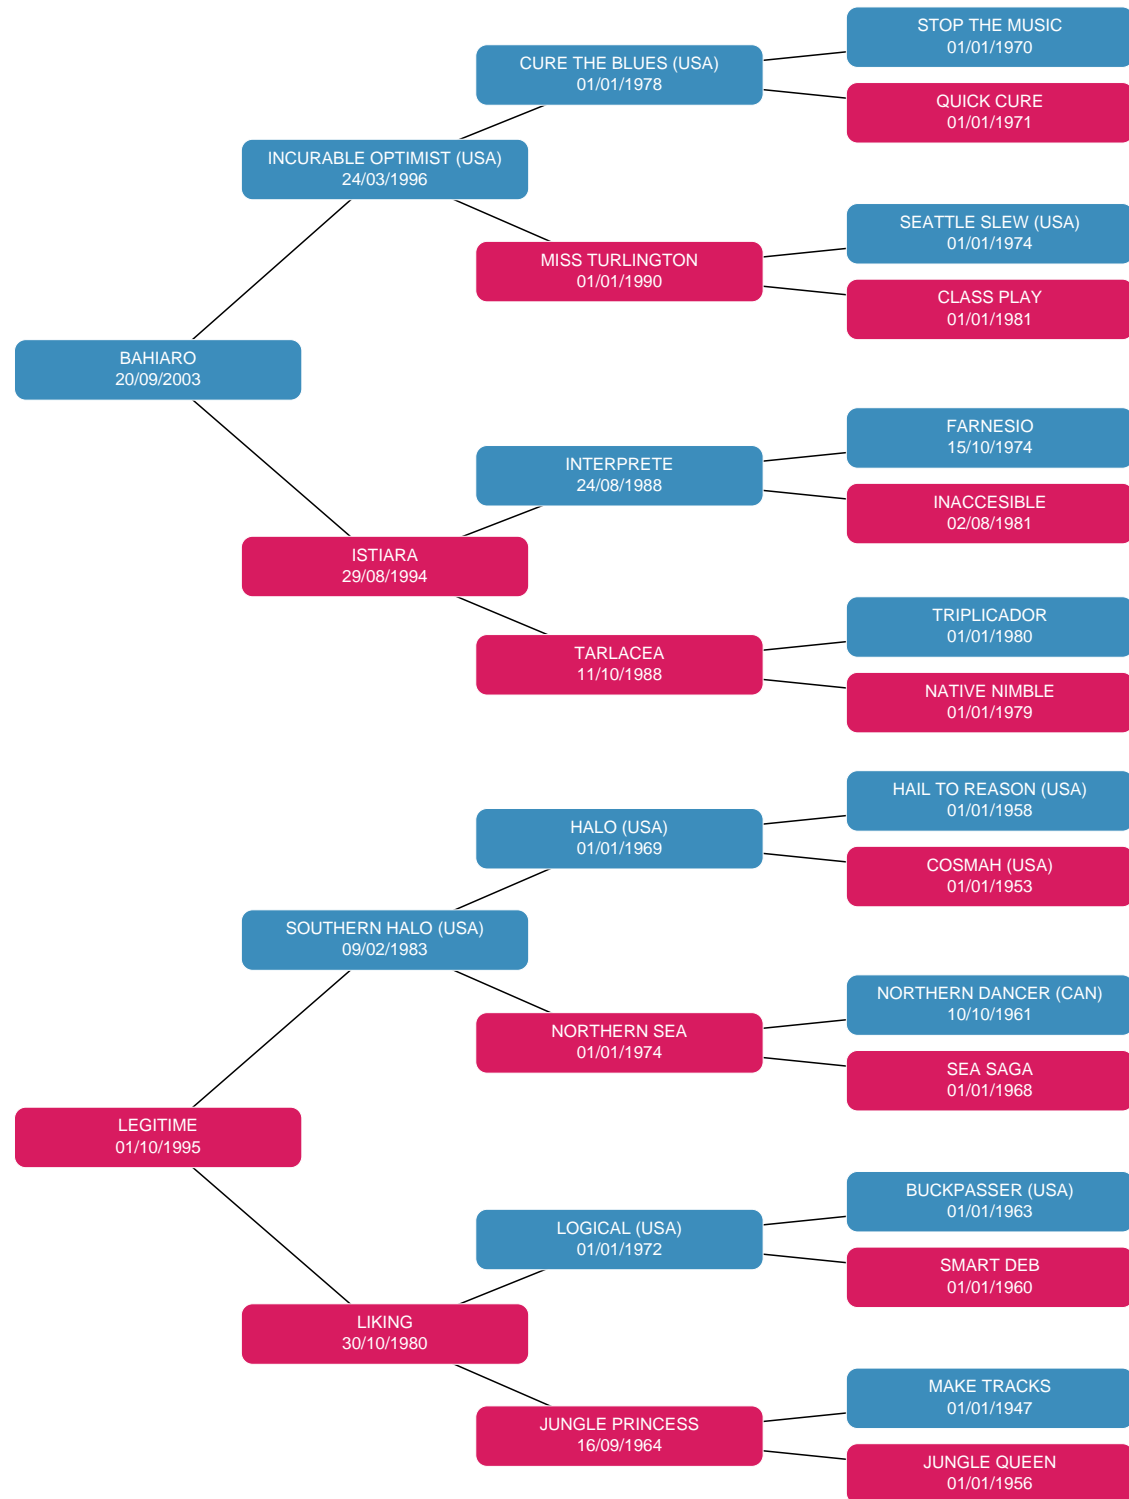 STOP THE MUSIC
01/01/1970
CURE THE BLUES (USA)
01/01/1978
QUICK CURE
01/01/1971
INCURABLE OPTIMIST (USA)
24/03/1996
SEATTLE SLEW (USA)
01/01/1974
MISS TURLINGTON
01/01/1990
CLASS PLAY
01/01/1981
BAHIARO
20/09/2003
FARNESIO
15/10/1974
INTERPRETE
24/08/1988
INACCESIBLE
02/08/1981
ISTIARA
29/08/1994
TRIPLICADOR
01/01/1980
TARLACEA
11/10/1988
NATIVE NIMBLE
01/01/1979
HAIL TO REASON (USA)
01/01/1958
HALO (USA)
01/01/1969
COSMAH (USA)
01/01/1953
SOUTHERN HALO (USA)
09/02/1983
NORTHERN DANCER (CAN)
10/10/1961
NORTHERN SEA
01/01/1974
SEA SAGA
01/01/1968
LEGITIME
01/10/1995
BUCKPASSER (USA)
01/01/1963
LOGICAL (USA)
01/01/1972
SMART DEB
01/01/1960
LIKING
30/10/1980
MAKE TRACKS
01/01/1947
JUNGLE PRINCESS
16/09/1964
JUNGLE QUEEN
01/01/1956